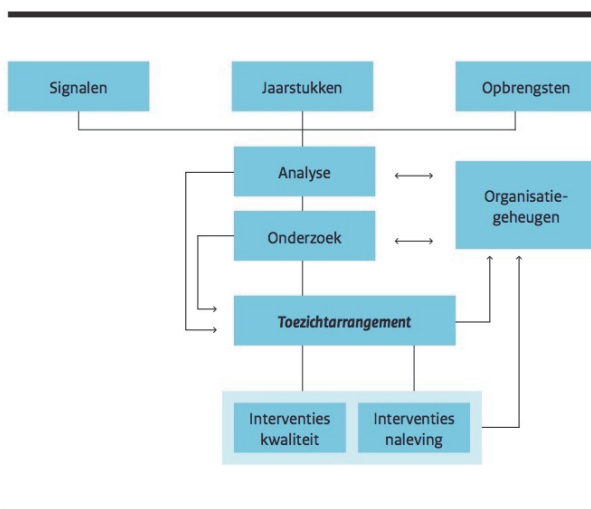 Signalen
Jaarstukken
Opbrengsten
Analyse
Organisatie-
geheugen
Onderzoek
Toezichtarrangement
Interventies
kwaliteit
Interventies
naleving